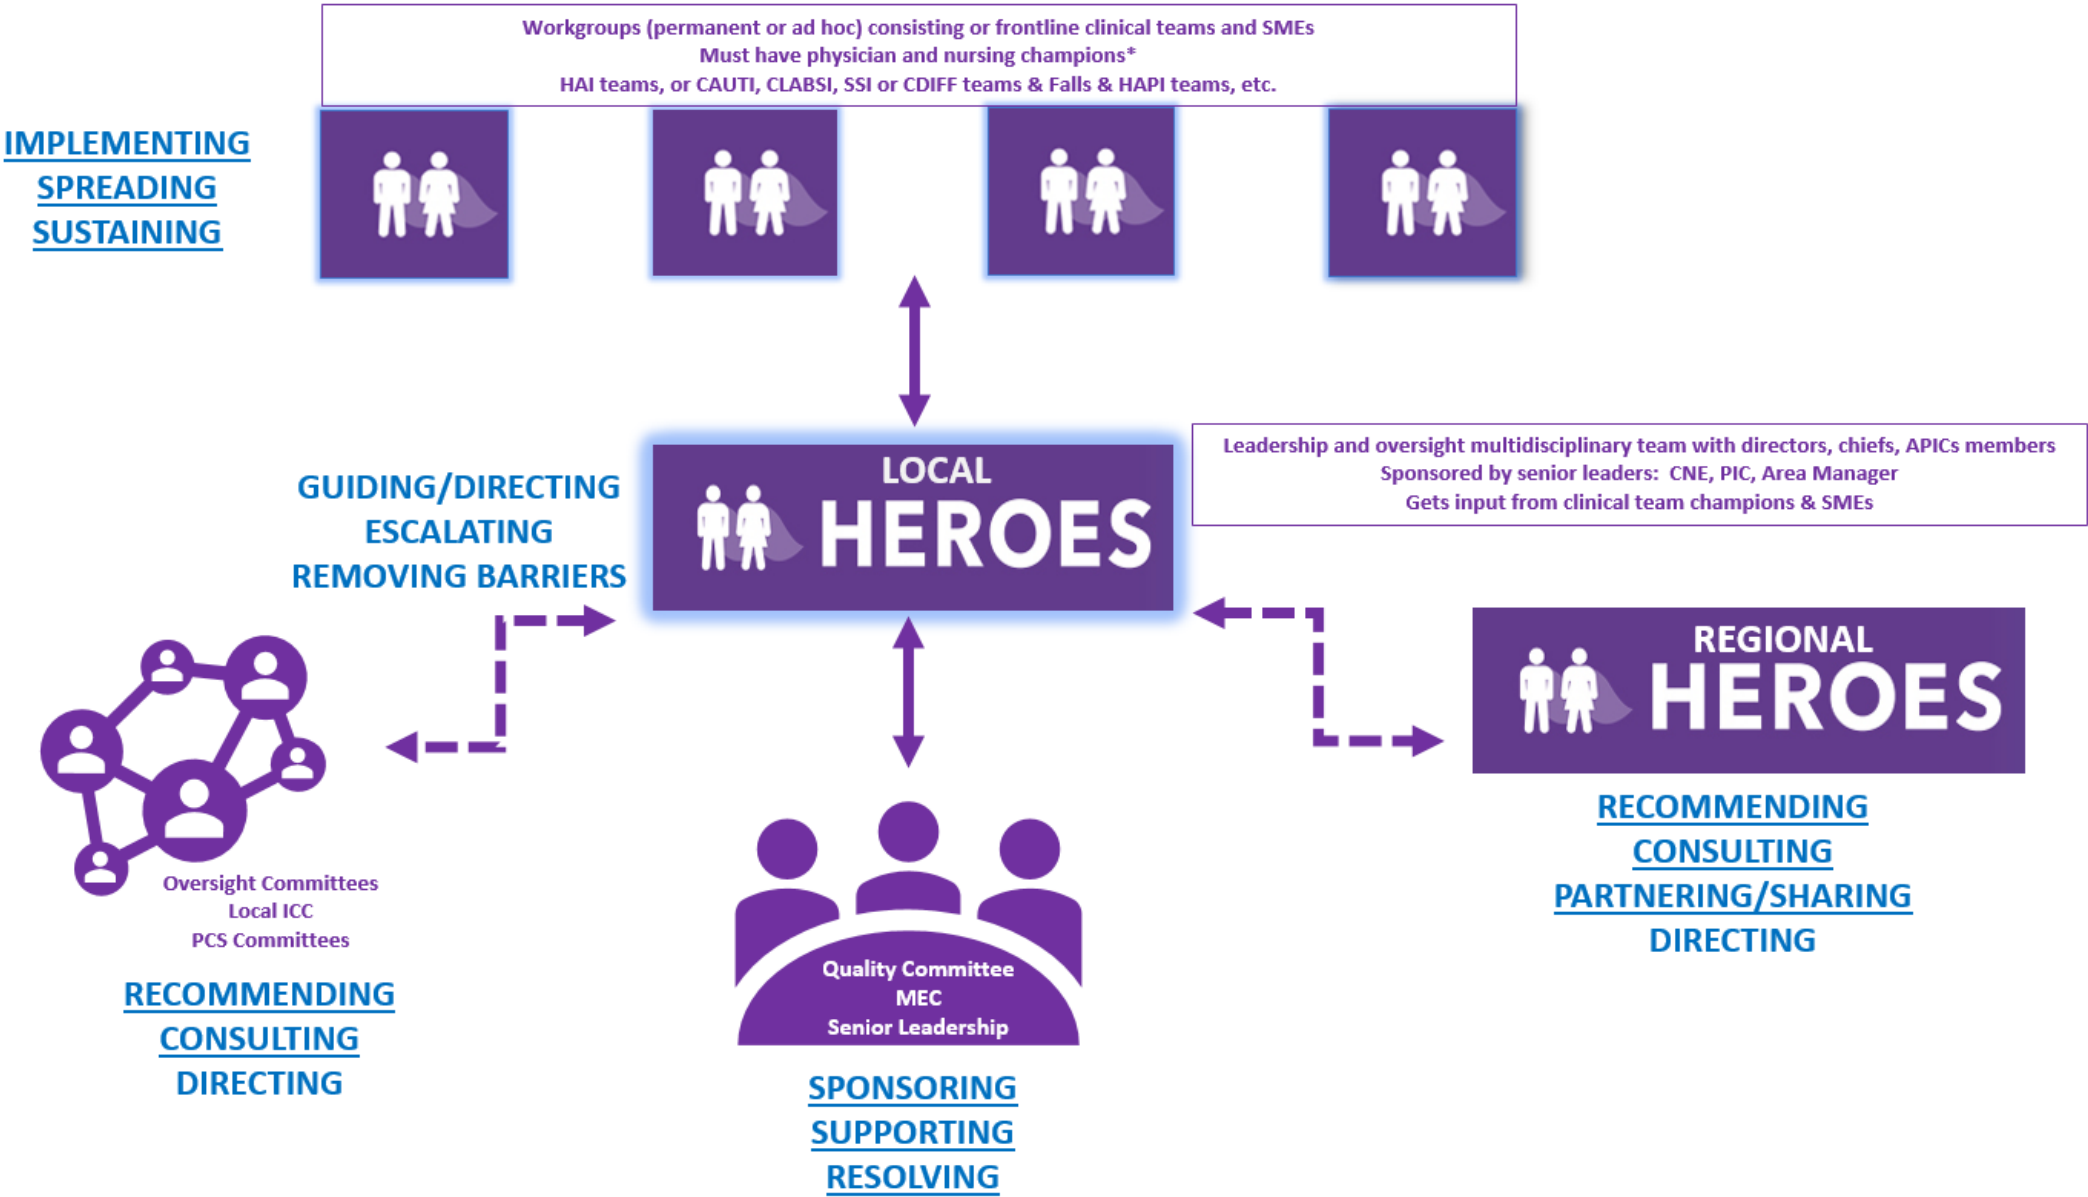 Workgroups (permanent or ad hoc) consisting or frontline clinical teams and SMEs
Must have physician and nursing champions*
HAI teams, or CAUTI, CLABSI, SSI or CDIFF teams & Falls & HAPI teams, etc.
IMPLEMENTING
SPREADING
SUSTAINING
GUIDING/DIRECTING
ESCALATING
REMOVING BARRIERS
LOCAL
HEROES
Leadership and oversight multidisciplinary team with directors, chiefs, APICs members
Sponsored by senior leaders: CNE, PIC, Area Manager
Gets input from clinical team champions & SMEs
REGIONAL
HEROES
RECOMMENDING
CONSULTING
PARTNERING/SHARING
DIRECTING
Oversight Committees
Local ICC
PCS Committees
RECOMMENDING
CONSULTING
DIRECTING
Quality Committee
MEC
Senior Leadership
SPONSORING
SUPPORTING
RESOLVING